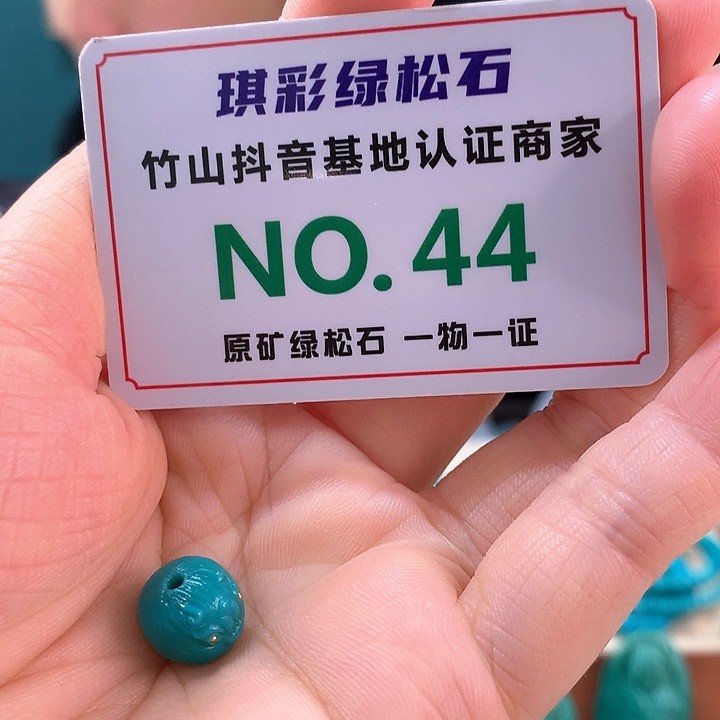 琪彩绿松石
竹山抖音基地认证商家
NO.44
原矿绿松石 一物一证